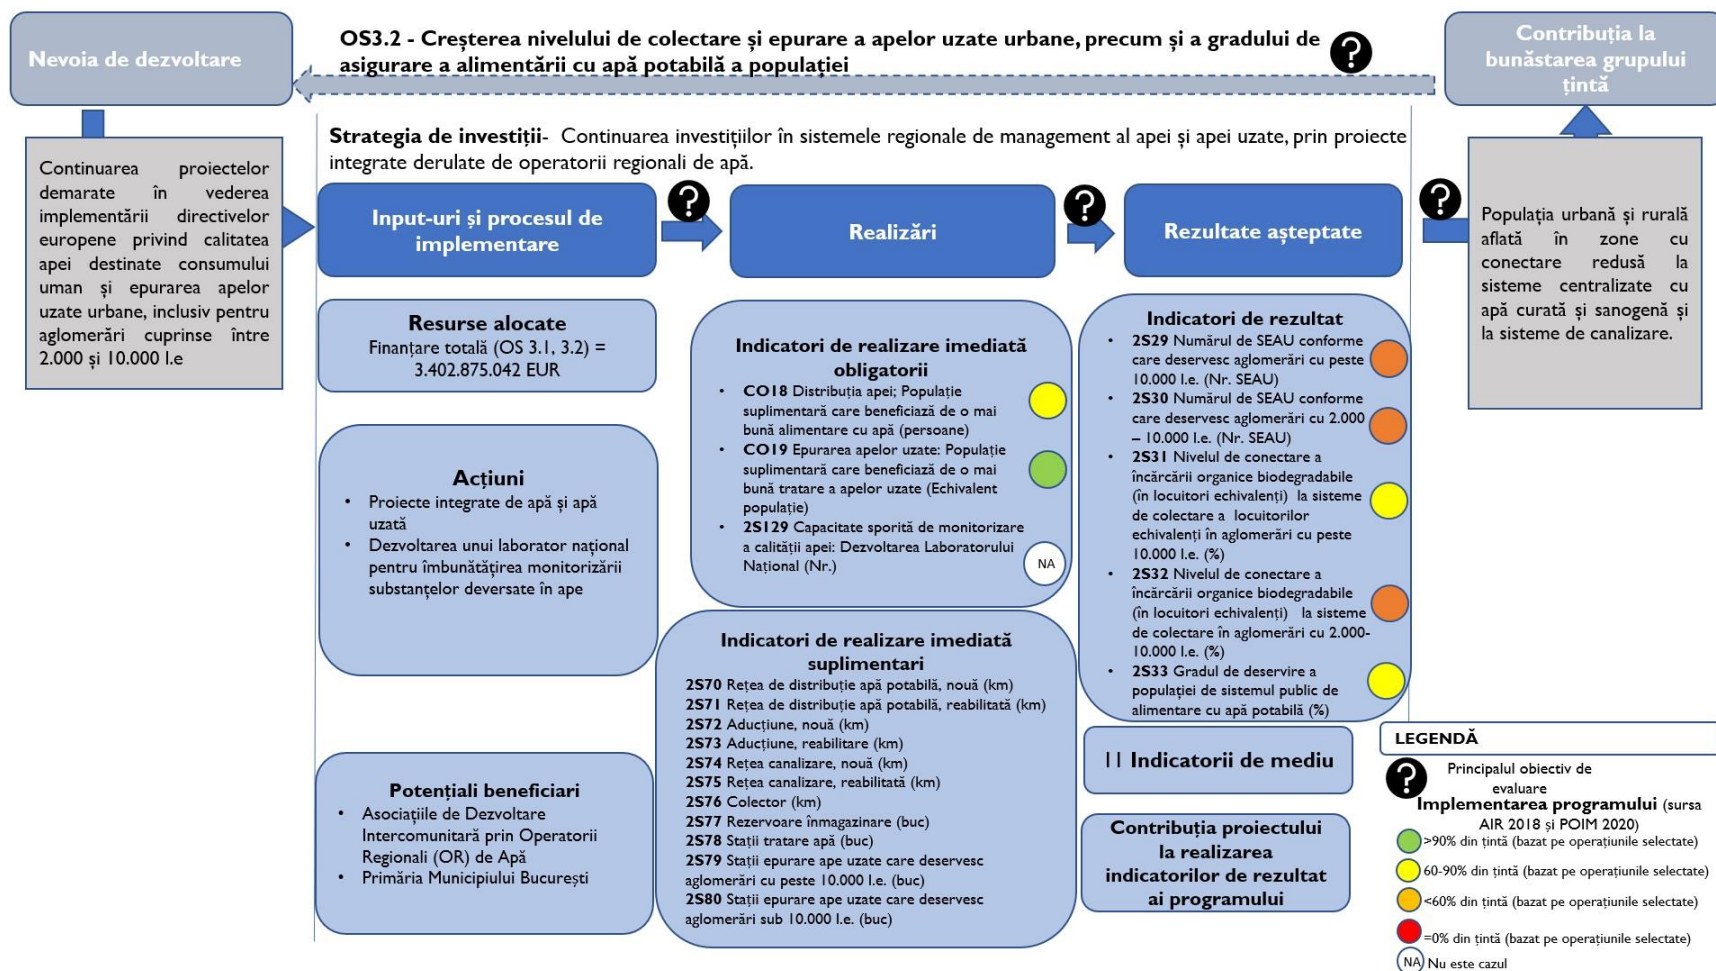 Nevoia de dezvoltare
OS3.2 - Creșterea nivelului de colectare și epurare a apelor uzate urbane, precum și a gradului de
asigurare a alimentării cu apă potabilă a populației
?
Contribuția la
bunăstarea grupului
țintă
Continuarea proiectelor
demarate în vederea
implementării directivelor
europene privind calitatea
apei destinate consumului
uman și epurarea apelor
uzate urbane, inclusiv pentru
aglomerări cuprinse între
2.000 și 10.000 l.e
Strategia de investiții- Continuarea investițiilor în sistemele regionale de management al apei și apei uzate, prin proiecte
integrate derulate de operatorii regionali de apă.
Input-uri și procesul de
implementare
?
Realizări
?
Rezultate așteptate
?
Populația urbană și rurală
aflată în zone cu
conectare redusă la
sisteme centralizate cu
apă curată și sanogenă și
la sisteme de canalizare.
Resurse alocate
Finanțare totală (OS 3.1, 3.2) =
3.402.875.042 EUR
Acțiuni
• Proiecte integrate de apă și apă
uzată
• Dezvoltarea unui laborator național
pentru îmbunătățirea monitorizării
substanțelor deversate în ape
Potențiali beneficiari
• Asociațiile de Dezvoltare
Intercomunitară prin Operatorii
Regionali (OR) de Apă
• Primăria Municipiului București
Indicatori de realizare imediată
obligatorii
• CO18 Distribuția apei; Populație
suplimentară care beneficiază de o mai
bună alimentare cu apă (persoane)
• CO19 Epurarea apelor uzate: Populație
suplimentară care beneficiază de o mai
bună tratare a apelor uzate (Echivalent
populație)
• 2S129 Capacitate sporită de monitorizare
a calității apei: Dezvoltarea Laboratorului
Național (Nr.)
NA
Indicatori de realizare imediată
suplimentari
2S70 Rețea de distribuție apă potabilă, nouă (km)
2S71 Rețea de distribuție apă potabilă, reabilitată (km)
2S72 Aducțiune, nouă (km)
2S73 Aducțiune, reabilitare (km)
2S74 Rețea canalizare, nouă (km)
2S75 Rețea canalizare, reabilitată (km)
2S76 Colector (km)
2S77 Rezervoare înmagazinare (buc)
2S78 Stații tratare apă (buc)
2S79 Stații epurare ape uzate care deservesc
aglomerări cu peste 10.000 l.e. (buc)
2S80 Stații epurare ape uzate care deservesc
aglomerări sub 10.000 l.e. (buc)
Indicatori de rezultat
• 2S29 Numărul de SEAU conforme
care deservesc aglomerări cu peste
10.000 l.e. (Nr. SEAU)
• 2S30 Numărul de SEAU conforme
care deservesc aglomerări cu 2.000
– 10.000 l.e. (Nr. SEAU)
• 2S31 Nivelul de conectare a
încărcării organice biodegradabile
(în locuitori echivalenți) la sisteme
de colectare a locuitorilor
echivalenți în aglomerări cu peste
10.000 l.e. (%)
• 2S32 Nivelul de conectare a
încărcării organice biodegradabile
(în locuitori echivalenți) la sisteme
de colectare în aglomerări cu 2.000-
10.000 l.e. (%)
• 2S33 Gradul de deservire a
populației de sistemul public de
alimentare cu apă potabilă (%)
11 Indicatorii de mediu
Contribuția proiectului
la realizarea
indicatorilor de rezultat
ai programului
LEGENDĂ
?
Principalul obiectiv de
evaluare
Implementarea programului (sursa
AIR 2018 și POIM 2020)
>90% din țintă (bazat pe operațiunile selectate)
60-90% din țintă (bazat pe operațiunile selectate)
<60% din țintă (bazat pe operațiunile selectate)
=0% din țintă (bazat pe operațiunile selectate)
NA Nu este cazul